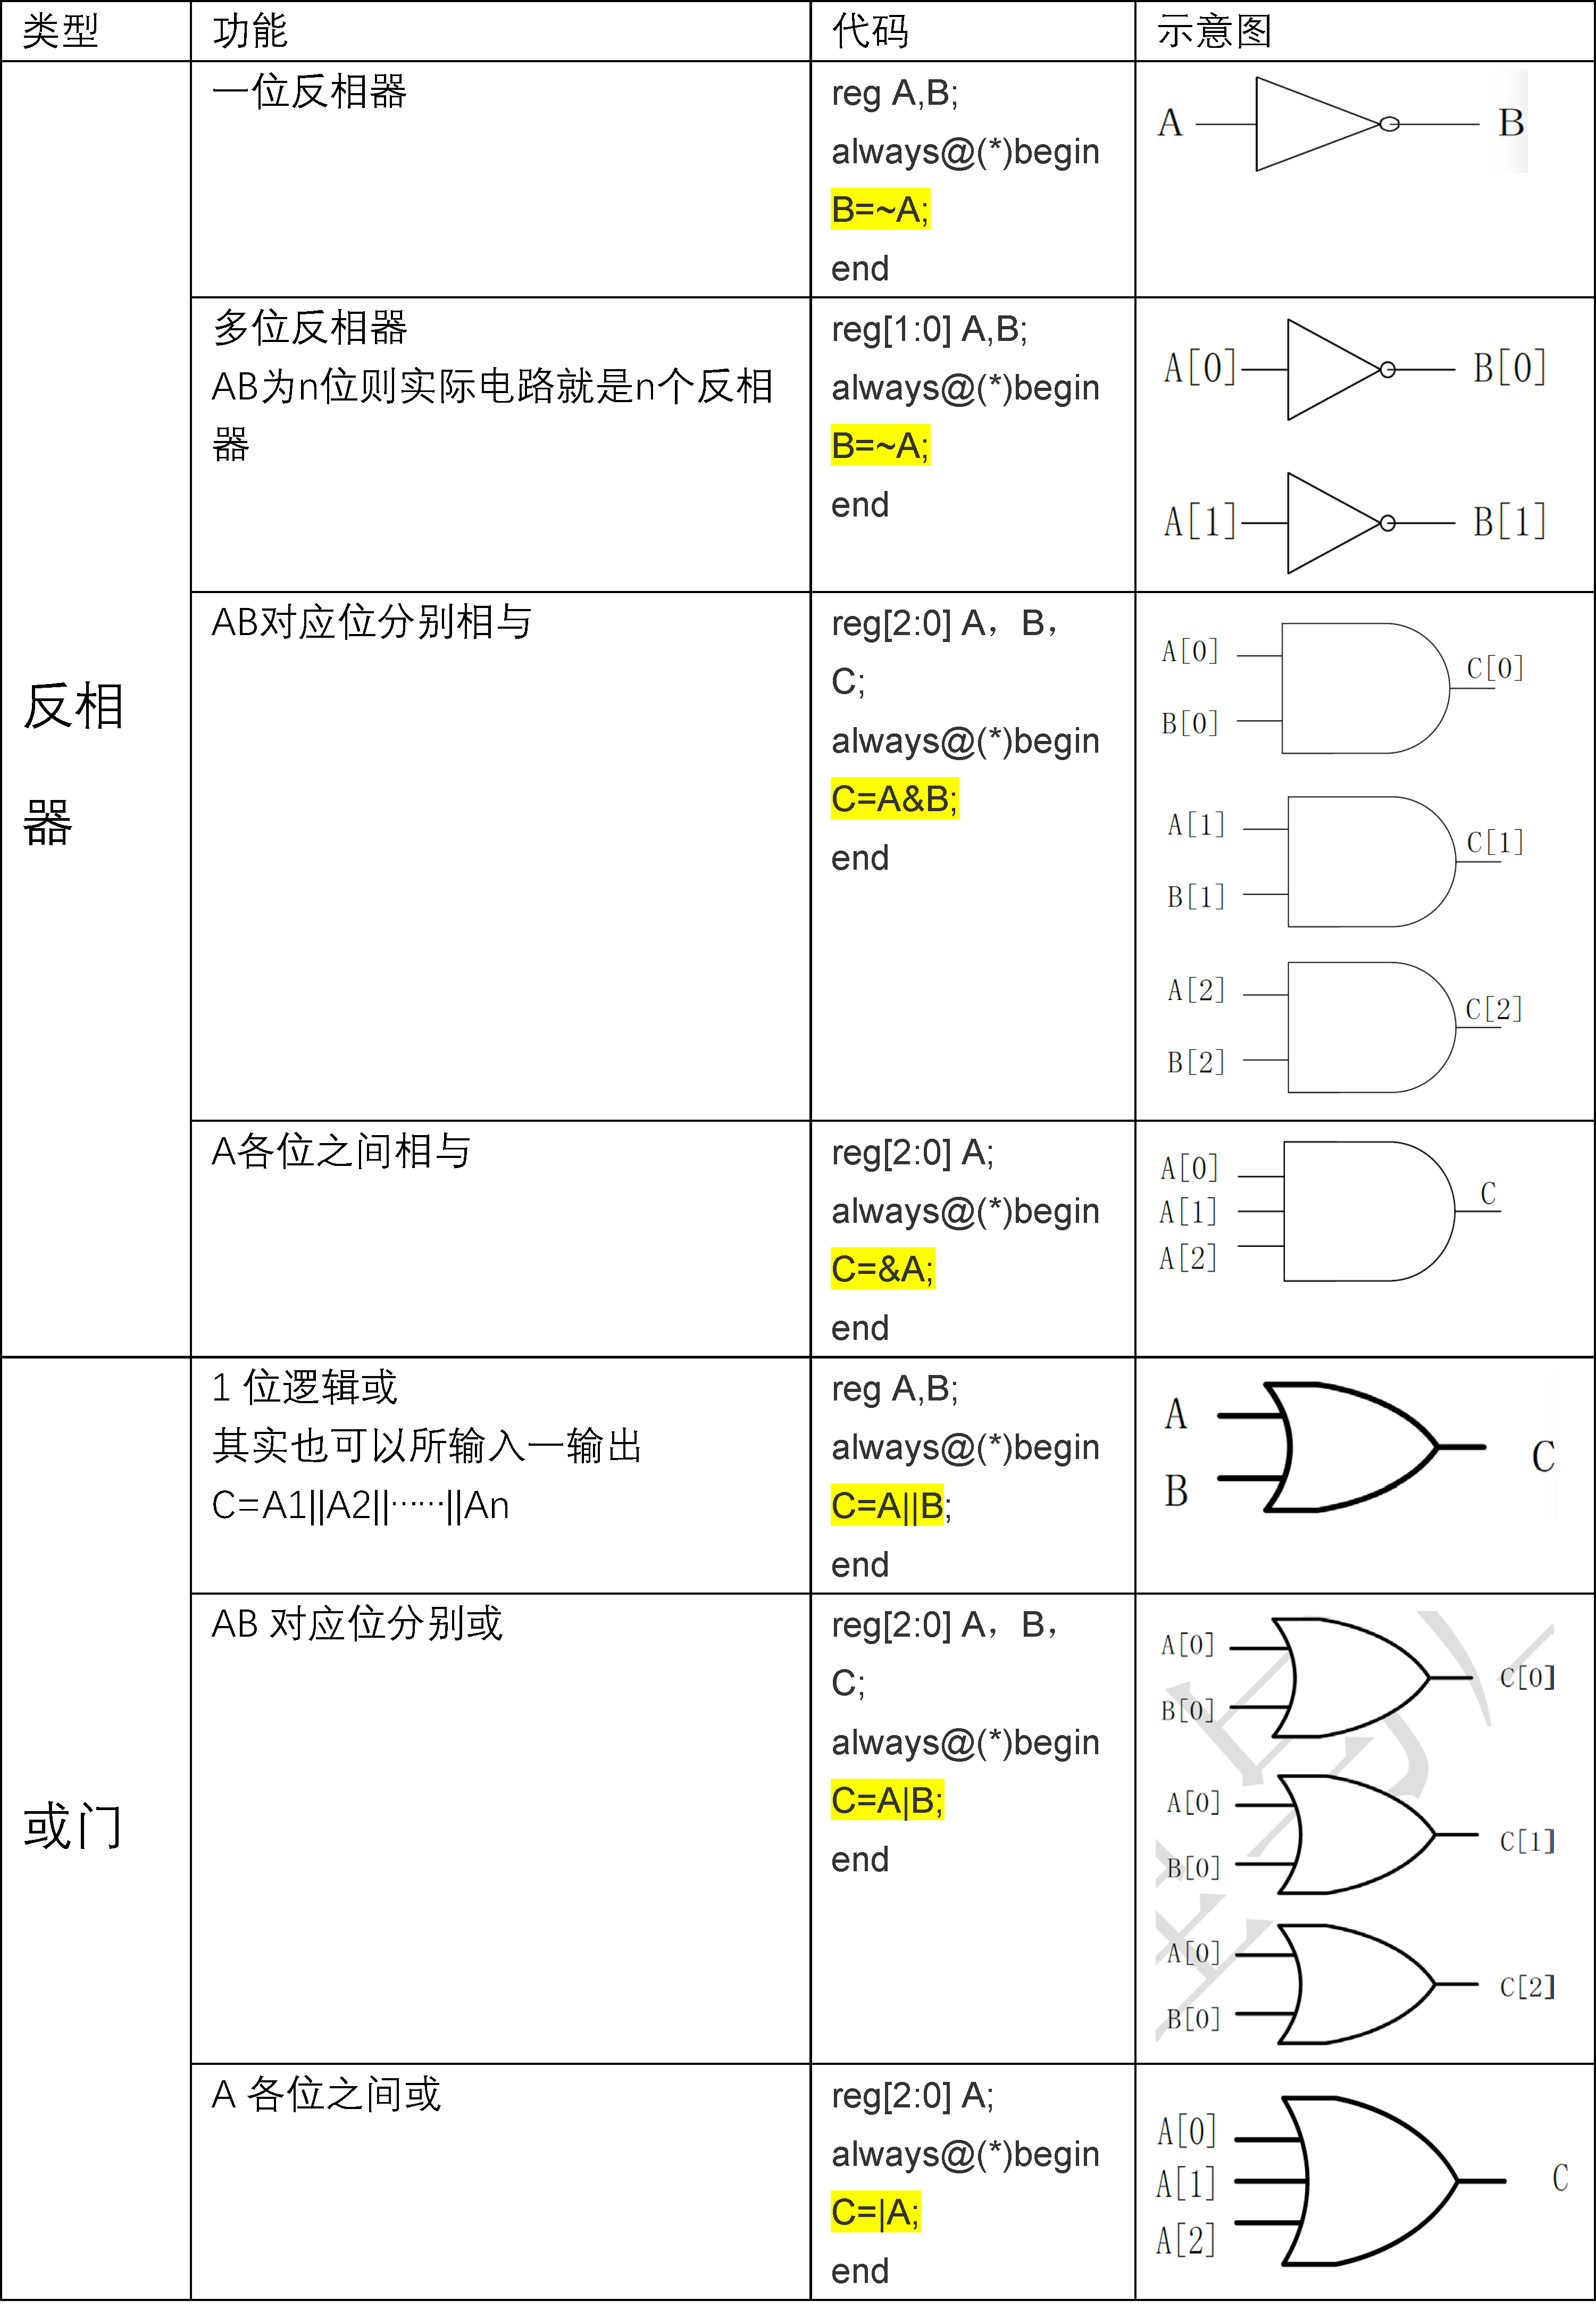 类型 功能 代码 示意图
反相
器
一位反相器
reg A,B;
always@(*)begin
B=~A;
end
A B
多位反相器
AB为n位则实际电路就是n个反相
器
reg[1:0] A,B;
always@(*)begin
B=~A;
end
A[0] B[0]
A[1] B[1]
AB对应位分别相与
reg[2:0] A，B，
C;
always@(*)begin
C=A&B;
end
A[0]
C[0]
B[0]
A[1]
C[1]
B[1]
A[2]
C[2]
B[2]
A各位之间相与
reg[2:0] A;
always@(*)begin
C=&A;
end
A[0]
C
A[1]
A[2]
或门
1 位逻辑或
其实也可以所输入一输出
C=A1||A2||……||An
reg A,B;
always@(*)begin
C=A||B;
end
A
C
B
AB 对应位分别或
reg[2:0] A，B，
C;
always@(*)begin
C=A|B;
end
A[0]
C[0]
B[0]
A[0]
C[1]
B[0]
A[0]
C[2]
B[0]
A 各位之间或
reg[2:0] A;
always@(*)begin
C=|A;
end
A[0]
A[1] C
A[2]